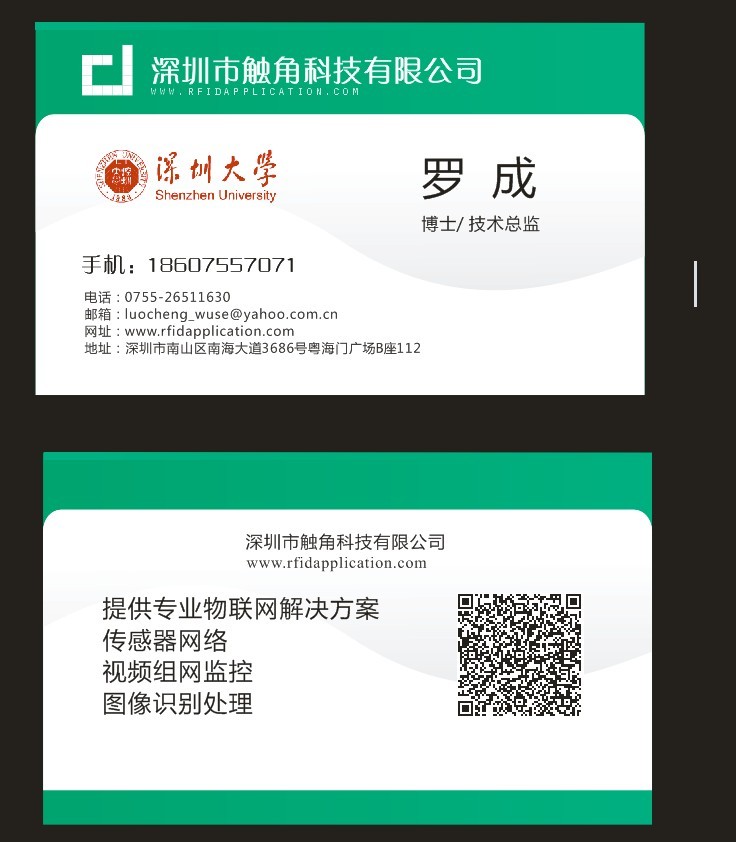 深圳市触角科技有限公司
WWW.RFIDAPPLICATION.COM
深圳大学
Shenzhen University
罗 成
博士/ 技术总监
手机：18607557071
电话：0755-26511630
邮箱：luocheng_wuse@yahoo.com.cn
网址：www.rfidapplication.com
地址：深圳市南山区南海大道3686号粤海门广场B座112
深圳市触角科技有限公司
www.rfidapplication.com
提供专业物联网解决方案
传感器网络
视频组网监控
图像识别处理